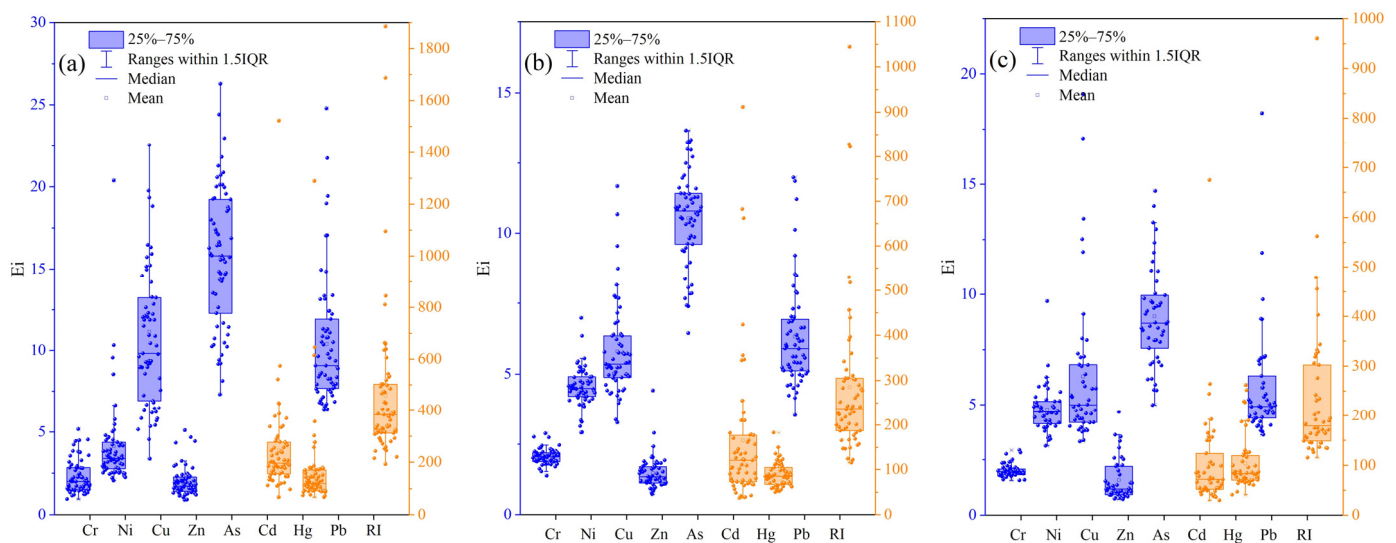 30
25
20
15
10
5
0
Ei
(a)
25%–75%
Ranges within 1.5IQR
Median
Mean
1800
1600
1400
1200
1000
800
600
400
200
0
Cr Ni Cu Zn As Cd Hg Pb RI
15
10
5
0
Ei
(b)
25%–75%
Ranges within 1.5IQR
Median
Mean
1100
1000
900
800
700
600
500
400
300
200
100
0
Cr Ni Cu Zn As Cd Hg Pb RI
20
15
10
5
0
Ei
(c)
25%–75%
Ranges within 1.5IQR
Median
Mean
1000
900
800
700
600
500
400
300
200
100
0
Cr Ni Cu Zn As Cd Hg Pb RI